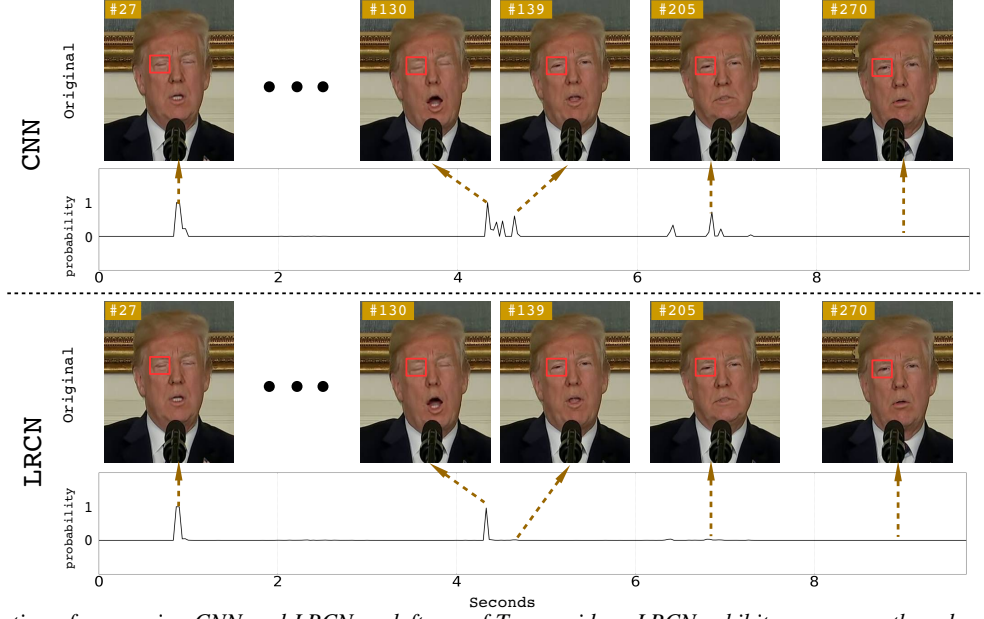 #27 #130 #139 #205 #270
Original
CNN
probability
1
0
0 2 4 6 8
#27 #130 #139 #205 #270
Original
LRCN
probability
1
0
0 2 4 6 8
Seconds